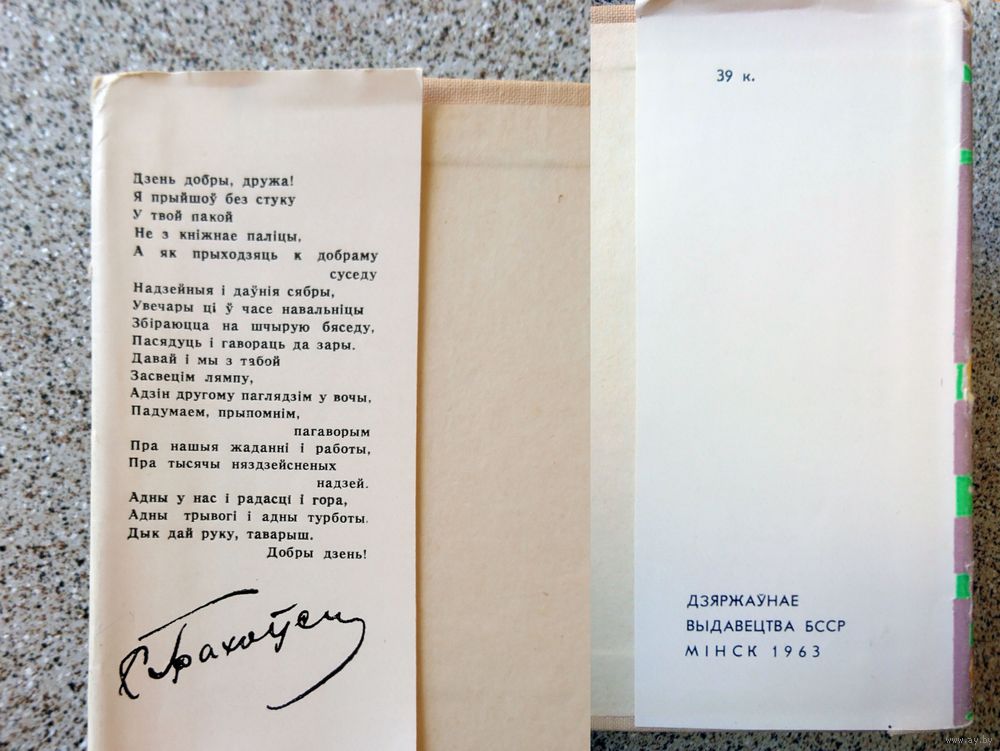 Дзень добры, дружа!
Я прыйшоў без стуку
У твой пакой
Не з кніжнае паліцы,
А як прыходзяць к добраму
суседу
Надзейныя і даўнія сябры,
Увечары ці ў часе навальніцы
Збіраюцца на шчырую бяседу,
Пасядуць і гавораць да зары.
Давай і мы з табой
Засвецім лямпу,
Адзін другому паглядзім у вочы,
Падумаем, прыпомнім,
пагаворым
Пра нашыя жаданні і работы,
Пра тысячы няздзейсненых
надзей.
Адны у нас і радасці і гора,
Адны трывогі і адны турботы.
Дык дай руку, таварыш.
Добры дзень!
39 к.
ДЗЯРЖАЎНАЕ
ВЫДАВЕЦТВА БССР
МІНСК 1963
www.ay.by